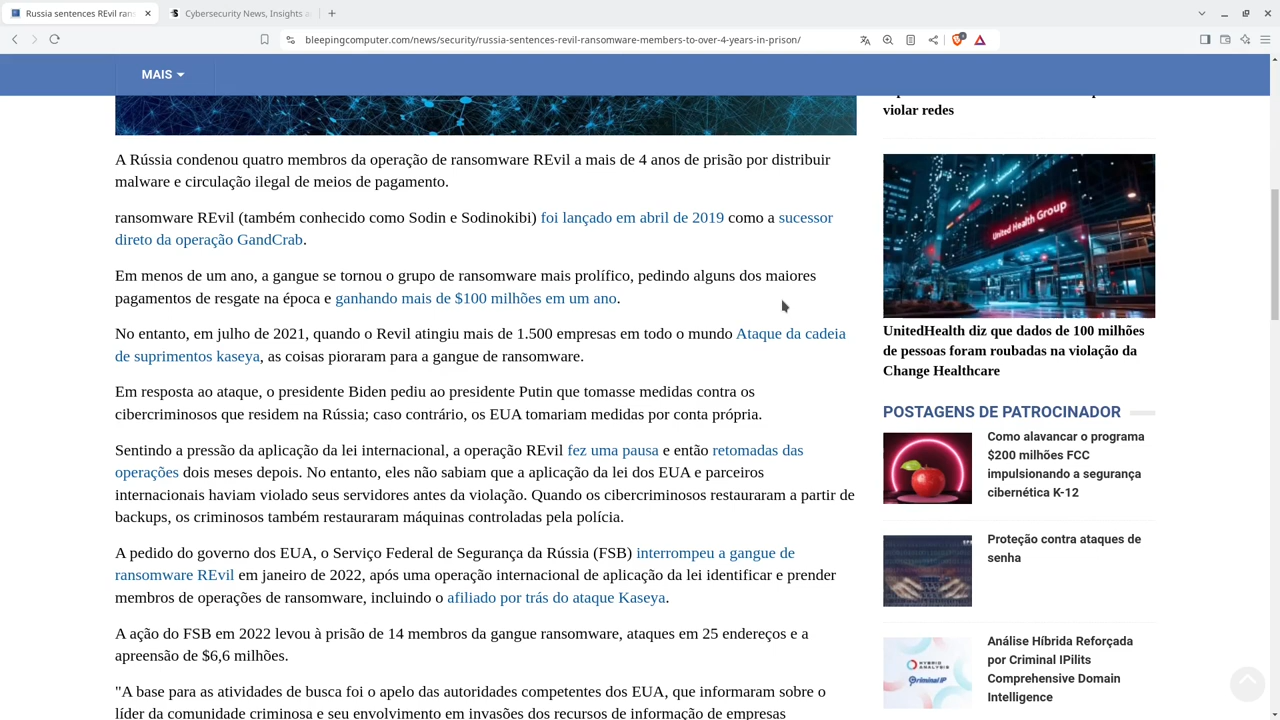 Russia sentences REvil ran
Cybersecurity News, Insights a
bleepingcomputer.com/news/security/russia-sentences-revil-ransomware-members-to-over-4-years-in-prison/
MAIS
violar redes
A Rússia condenou quatro membros da operação de ransomware REvil a mais de 4 anos de prisão por distribuir
malware e circulação ilegal de meios de pagamento.
ransomware REvil (também conhecido como Sodin e Sodinokibi) foi lançado em abril de 2019 como a sucessor
direto da operação GandCrab.
Em menos de um ano, a gangue se tornou o grupo de ransomware mais prolífico, pedindo alguns dos maiores
pagamentos de resgate na época e ganhando mais de $100 milhões em um ano.
No entanto, em julho de 2021, quando o Revil atingiu mais de 1.500 empresas em todo o mundo Ataque da cadeia
de suprimentos kaseya, as coisas pioraram para a gangue de ransomware.
Em resposta ao ataque, o presidente Biden pediu ao presidente Putin que tomasse medidas contra os
cibercriminosos que residem na Rússia; caso contrário, os EUA tomariam medidas por conta própria.
Sentindo a pressão da aplicação da lei internacional, a operação REvil fez uma pausa e então retomadas das
operações dois meses depois. No entanto, eles não sabiam que a aplicação da lei dos EUA e parceiros
internacionais haviam violado seus servidores antes da violação. Quando os cibercriminosos restauraram a partir de
backups, os criminosos também restauraram máquinas controladas pela polícia.
A pedido do governo dos EUA, o Serviço Federal de Segurança da Rússia (FSB) interrompeu a gangue de
ransomware REvil em janeiro de 2022, após uma operação internacional de aplicação da lei identificar e prender
membros de operações de ransomware, incluindo o afiliado por trás do ataque Kaseya.
A ação do FSB em 2022 levou à prisão de 14 membros da gangue ransomware, ataques em 25 endereços e a
apreensão de $6,6 milhões.
"A base para as atividades de busca foi o apelo das autoridades competentes dos EUA, que informaram sobre o
líder da comunidade criminosa e seu envolvimento em invasões dos recursos de informação de empresas
United Health Group
UnitedHealth diz que dados de 100 milhões
de pessoas foram roubadas na violação da
Change Healthcare
POSTAGENS DE PATROCINADOR
Como alavancar o programa
$200 milhões FCC
impulsionando a segurança
cibernética K-12
Proteção contra ataques de
senha
HYBRID ANALYSIS
Criminal IP
Análise Híbrida Reforçada
por Criminal IPilits
Comprehensive Domain
Intelligence